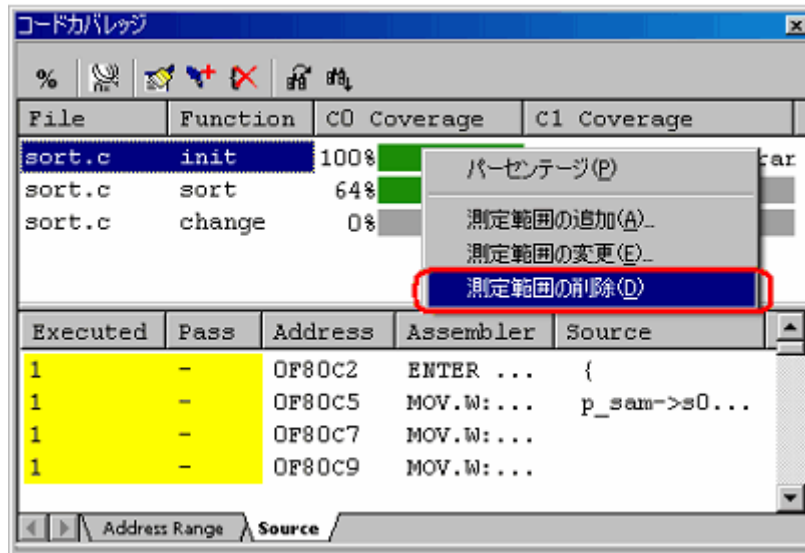 コードカバレッジ
%
File Function C0 Coverage C1 Coverage
sort.c init 100%
sort.c sort 64%
sort.c change 0%
パーセンテージ(P)
測定範囲の追加(A)...
測定範囲の変更(E)...
測定範囲の削除(D)
Executed Pass Address Assembler Source
1 - 0F80C2 ENTER ... {
1 - 0F80C5 MOV.W:... p_sam->s0...
1 - 0F80C7 MOV.W:...
1 - 0F80C9 MOV.W:...
Address Range Source